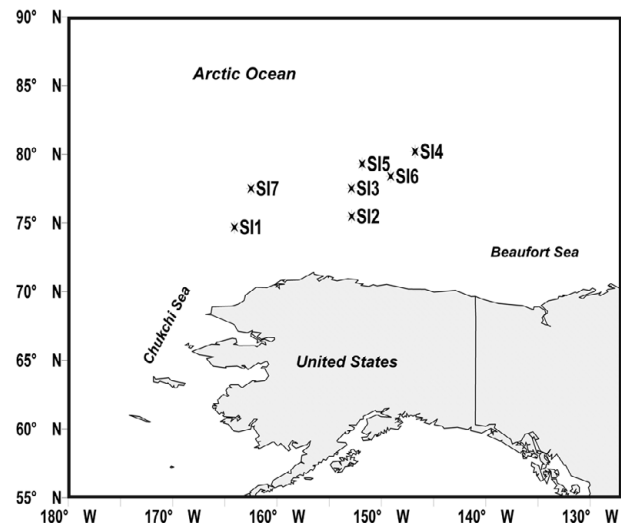 90° N
85° N
80° N
75° N
70° N
65° N
60° N
55° N
Arctic Ocean
SI4
SI5
SI6
SI7
SI3
SI2
SI1
Beaufort Sea
Chukchi Sea
United States
180° W 170° W 160° W 150° W 140° W 130° W